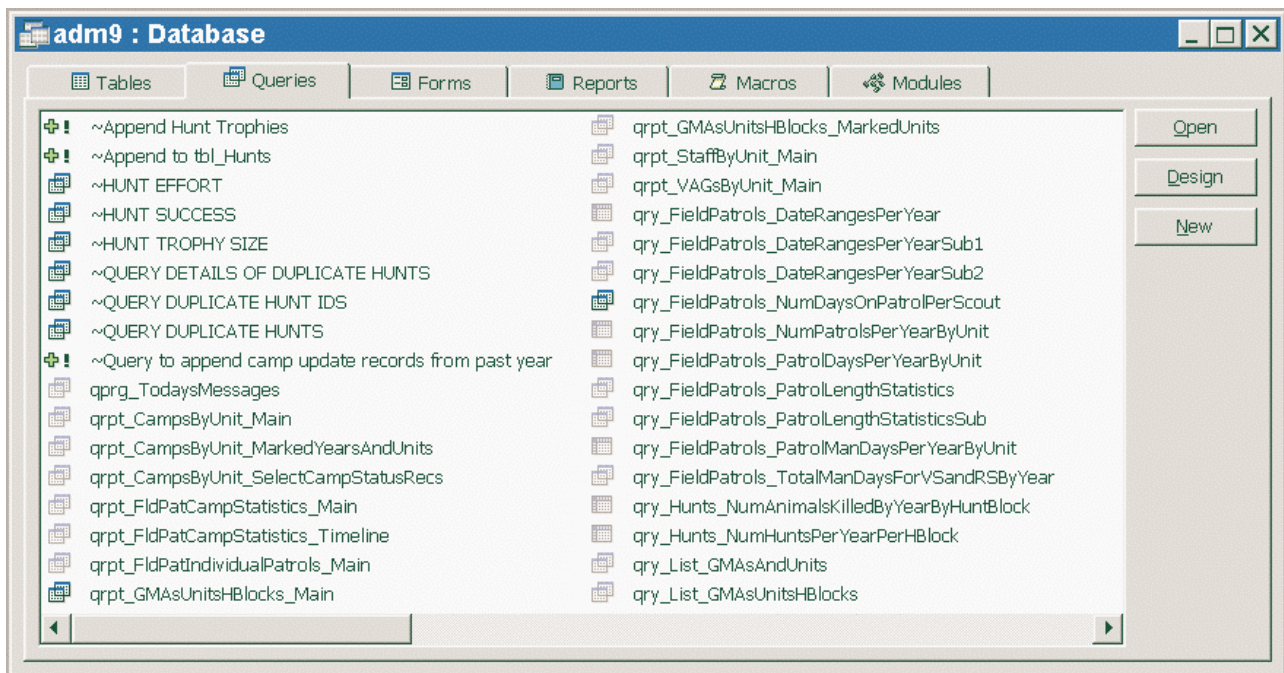 adm9 : Database
Tables Queries Forms Reports Macros Modules
~Append Hunt Trophies
~Append to tbl_Hunts
~HUNT EFFORT
~HUNT SUCCESS
~HUNT TROPHY SIZE
~QUERY DETAILS OF DUPLICATE HUNTS
~QUERY DUPLICATE HUNT IDS
~QUERY DUPLICATE HUNTS
~Query to append camp update records from past year
qprg_TodaysMessages
qrpt_CampsByUnit_Main
qrpt_CampsByUnit_MarkedYearsAndUnits
qrpt_CampsByUnit_SelectCampStatusRecs
qrpt_FldPatCampStatistics_Main
qrpt_FldPatCampStatistics_Timeline
qrpt_FldPatIndividualPatrols_Main
qrpt_GMAsUnitsHBlocks_Main
qrpt_GMAsUnitsHBlocks_MarkedUnits
qrpt_StaffByUnit_Main
qrpt_VAGsByUnit_Main
qry_FieldPatrols_DateRangesPerYear
qry_FieldPatrols_DateRangesPerYearSub1
qry_FieldPatrols_DateRangesPerYearSub2
qry_FieldPatrols_NumDaysOnPatrolPerScout
qry_FieldPatrols_NumPatrolsPerYearByUnit
qry_FieldPatrols_PatrolDaysPerYearByUnit
qry_FieldPatrols_PatrolLengthStatistics
qry_FieldPatrols_PatrolLengthStatisticsSub
qry_FieldPatrols_PatrolManDaysPerYearByUnit
qry_FieldPatrols_TotalManDaysForVSandRSByYear
qry_Hunts_NumAnimalsKilledByYearByHuntBlock
qry_Hunts_NumHuntsPerYearPerHBlock
qry_List_GMAsAndUnits
qry_List_GMAsUnitsHBlocks
Open
Design
New